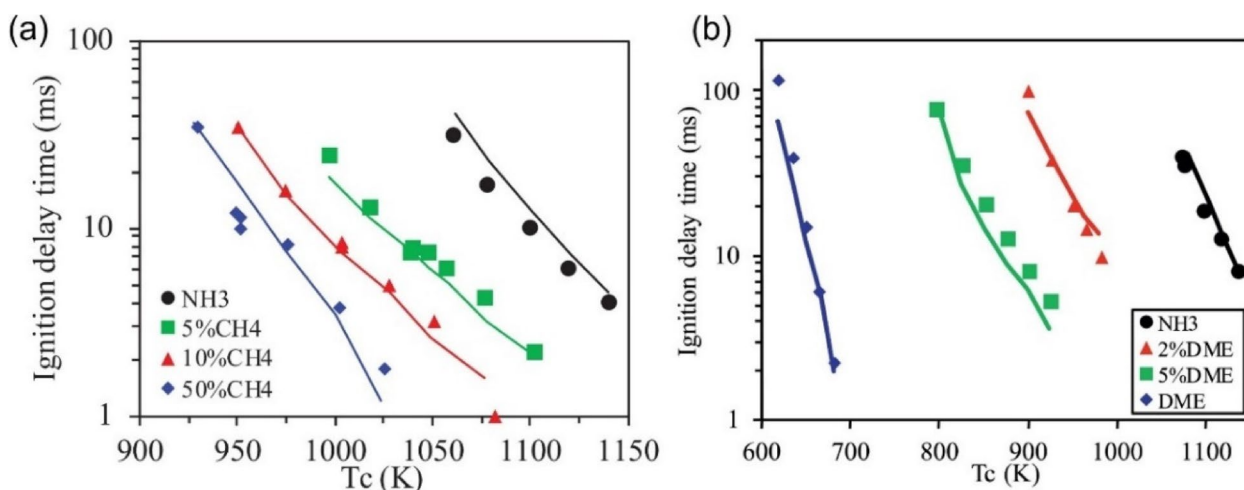 (a)
100
10
1
Ignition delay time (ms)
NH3
5%CH4
10%CH4
50%CH4
900 950 1000 1050 1100 1150
Tc (K)
(b)
100
10
1
Ignition delay time (ms)
NH3
2%DME
5%DME
DME
600 700 800 900 1000 1100
Tc (K)